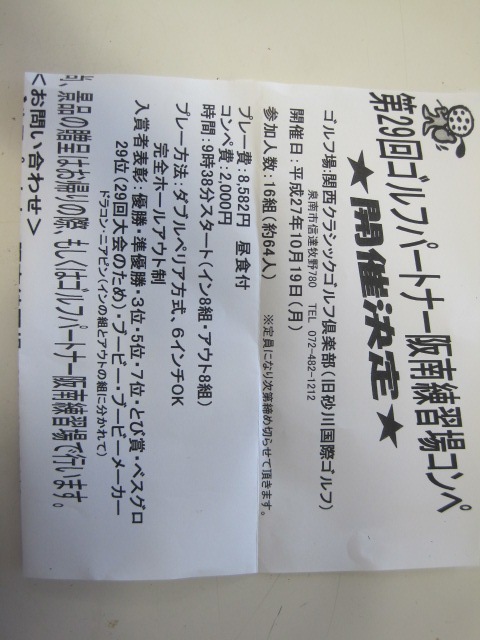 第29回ゴルフパートナー阪南練習場コンペ
★開催決定★
ゴルフ場:関西クラシックゴルフ倶楽部(旧砂川国際ゴルフ)
泉南市信達牧野780 TEL 072-482-1212
開催日:平成27年10月19日(月)
参加人数:16組(約64人) ※定員になり次第締め切らせて頂きます。
プレー費:8,582円 昼食付
コンペ費:2,000円
時間:9時38分スタート(イン8組・アウト8組)
プレー方法:ダブルペリア方式、6インチOK
完全ホールアウト制
入賞者表彰:優勝・準優勝・3位・5位・7位・とび賞・ベスグロ
29位(29回大会のため)・ブービー・ブービーメーカー
ドラコン・ニアピン(インの組とアウトの組に分かれて)
尚、景品の贈呈はお帰りの際、もしくはゴルフパートナー阪南練習場で行います。
<お問い合わせ>